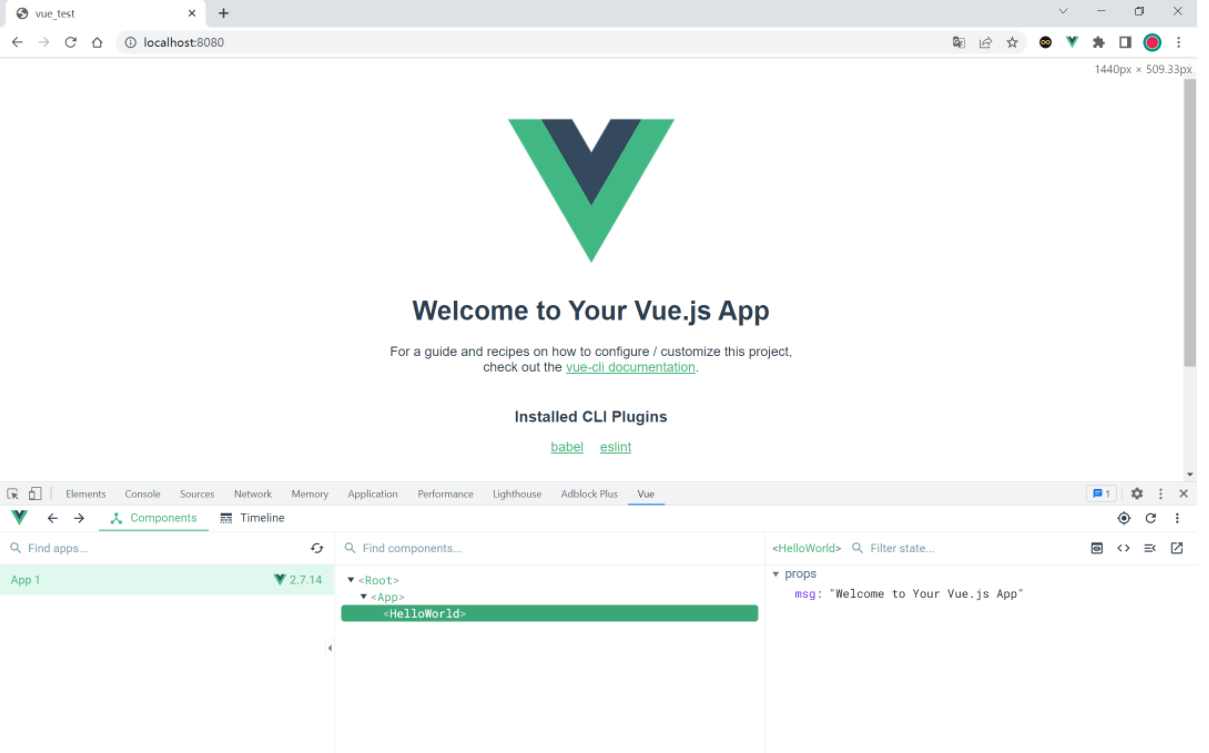 vue_test
localhost:8080
1440px × 509.33px
Welcome to Your Vue.js App
For a guide and recipes on how to configure / customize this project,
check out the vue-cli documentation.
Installed CLI Plugins
babel eslint
Elements Console Sources Network Memory Application Performance Lighthouse Adblock Plus Vue 1
Components Timeline
Find apps... Find components... <HelloWorld> Filter state...
App 1 2.7.14 <Root> props
<App> msg: "Welcome to Your Vue.js App"
<HelloWorld>